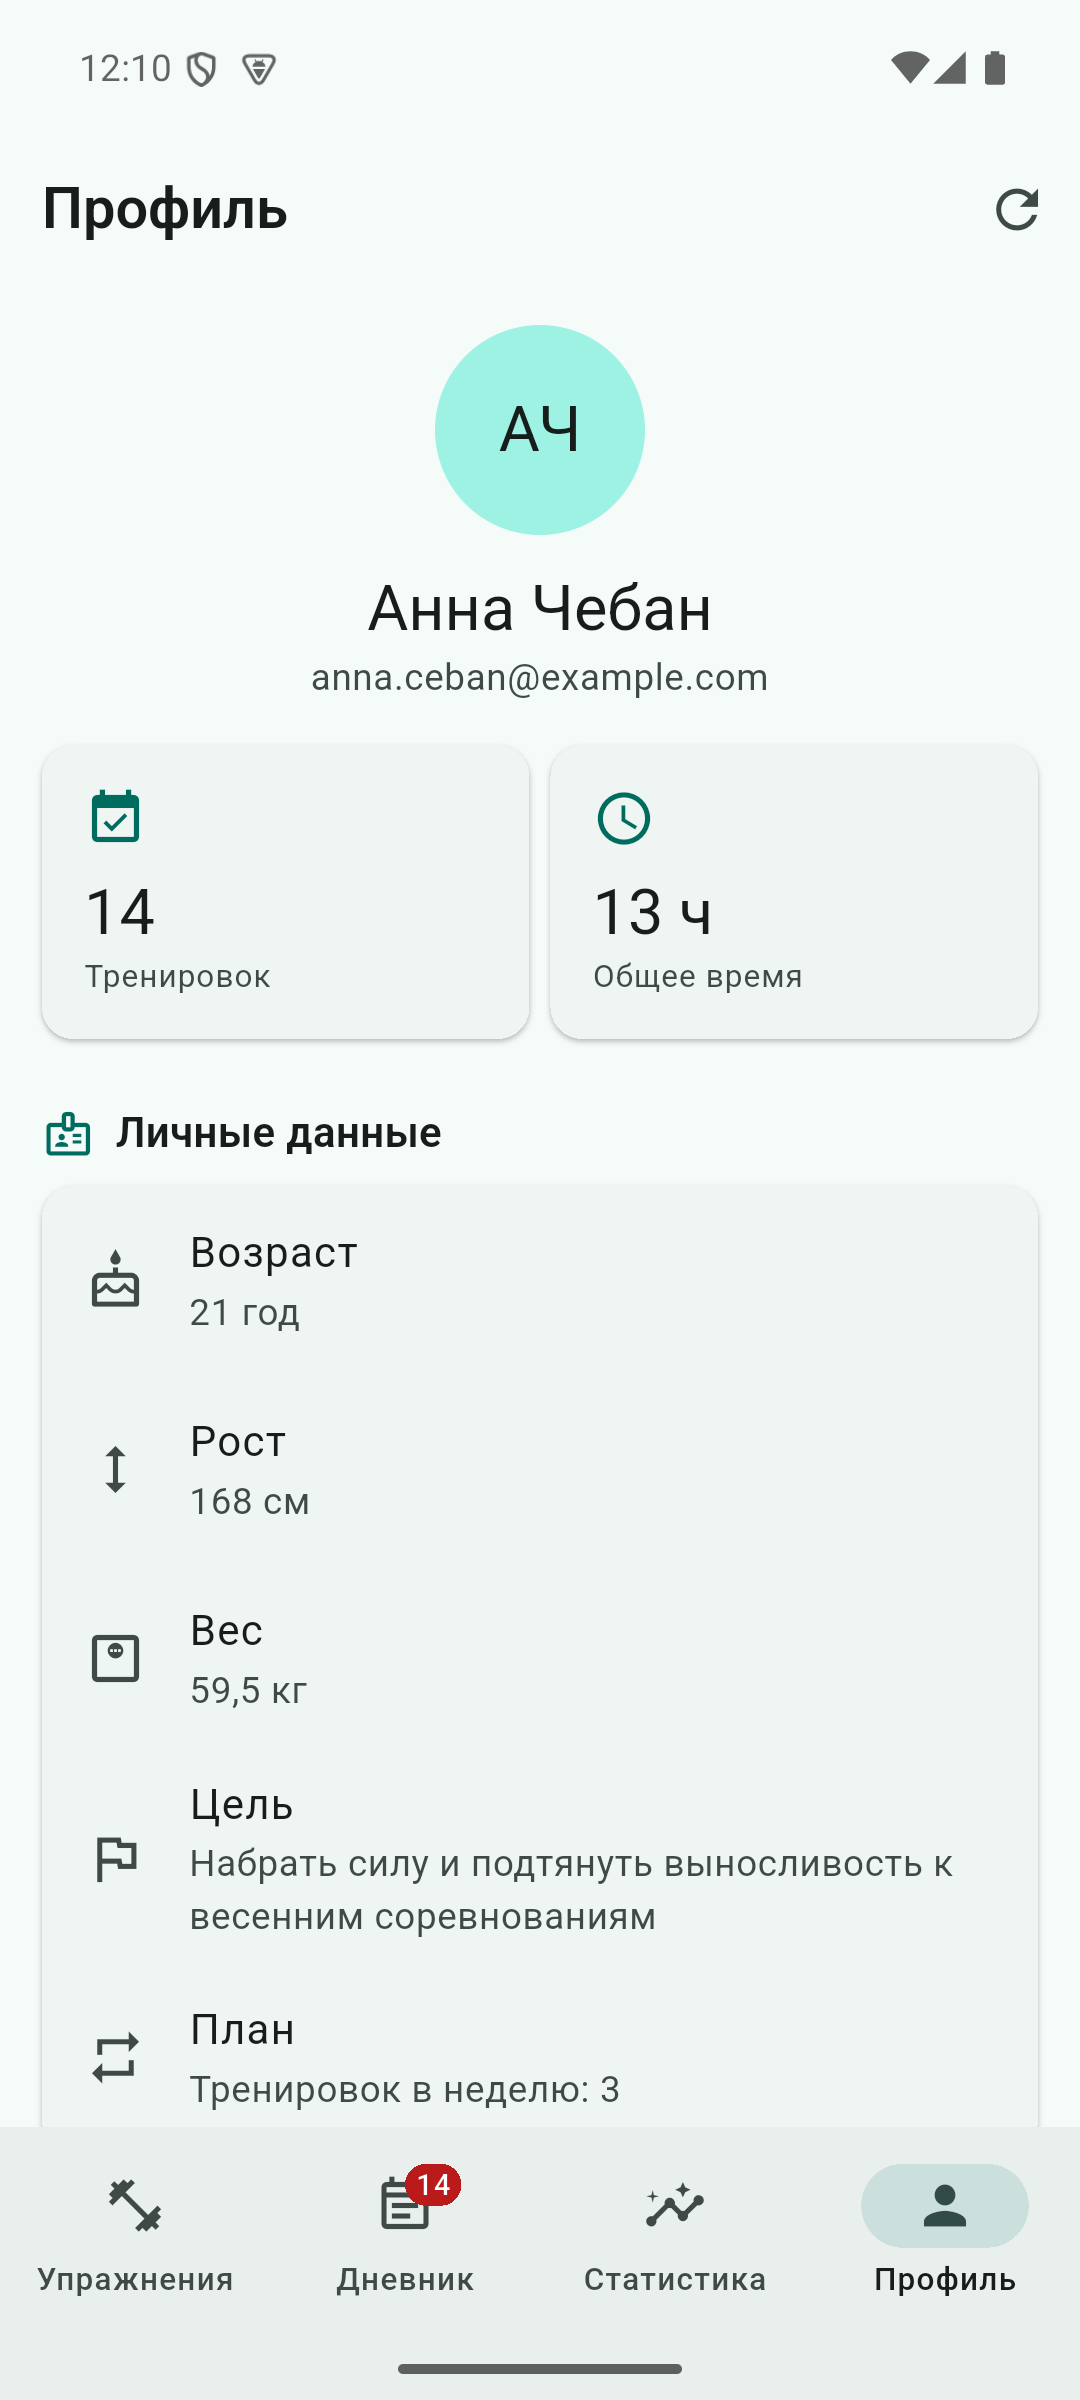 12:10
Профиль
АЧ
Анна Чебан
anna.ceban@example.com
14
Тренировок
13 ч
Общее время
Личные данные
Возраст
21 год
Рост
168 см
Вес
59,5 кг
Цель
Набрать силу и подтянуть выносливость к
весенним соревнованиям
План
Тренировок в неделю: 3
14
Упражнения
Дневник
Статистика
Профиль